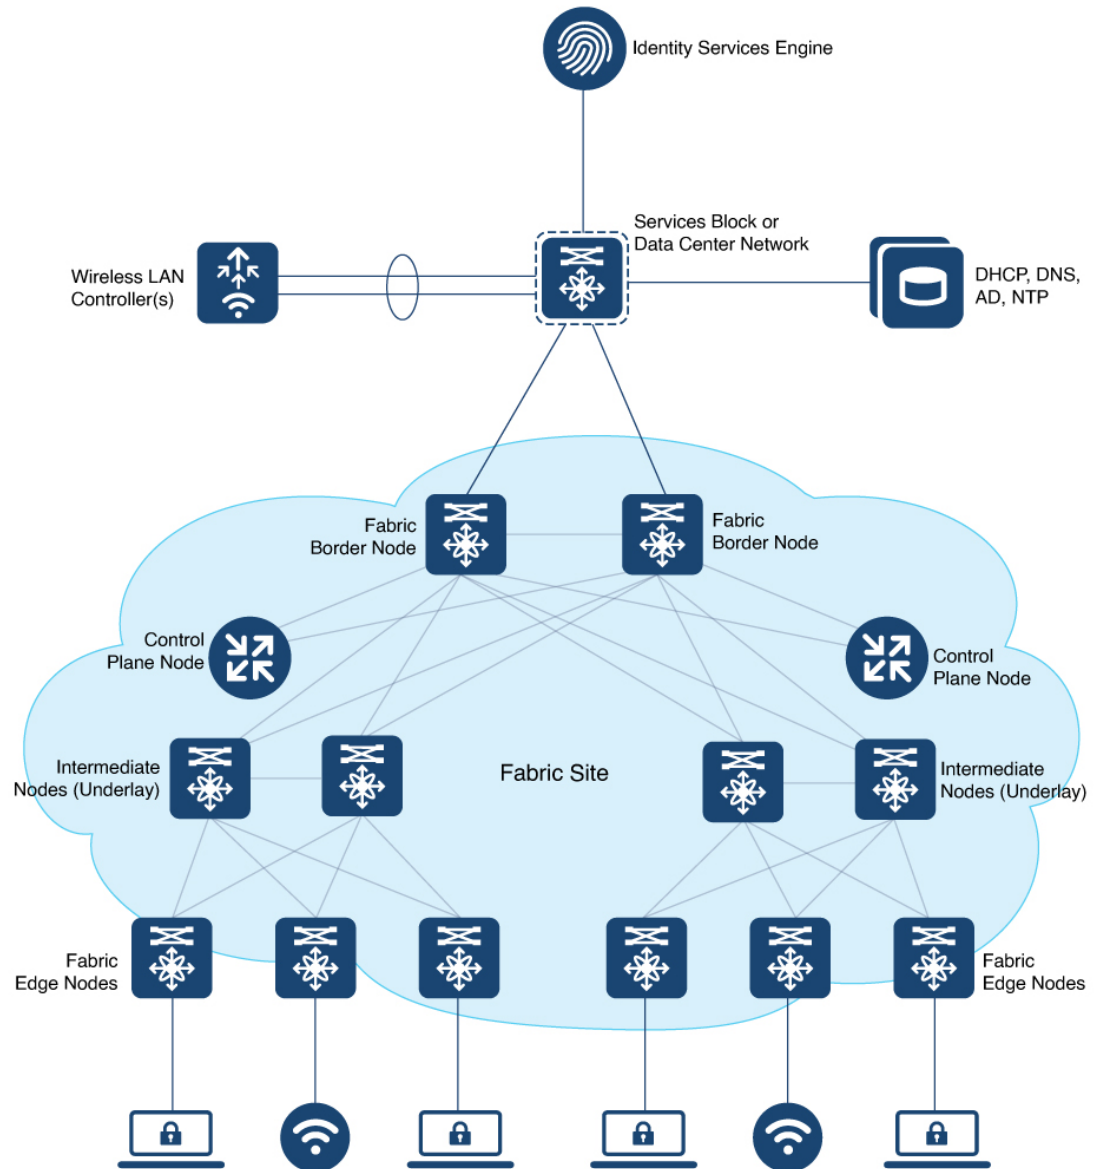 Identity Services Engine
Services Block or
Data Center Network
Wireless LAN
Controller(s)
DHCP, DNS,
AD, NTP
Fabric
Border Node
Fabric
Border Node
Control
Plane Node
Control
Plane Node
Intermediate
Nodes (Underlay)
Fabric Site
Intermediate
Nodes (Underlay)
Fabric
Edge Nodes
Fabric
Edge Nodes